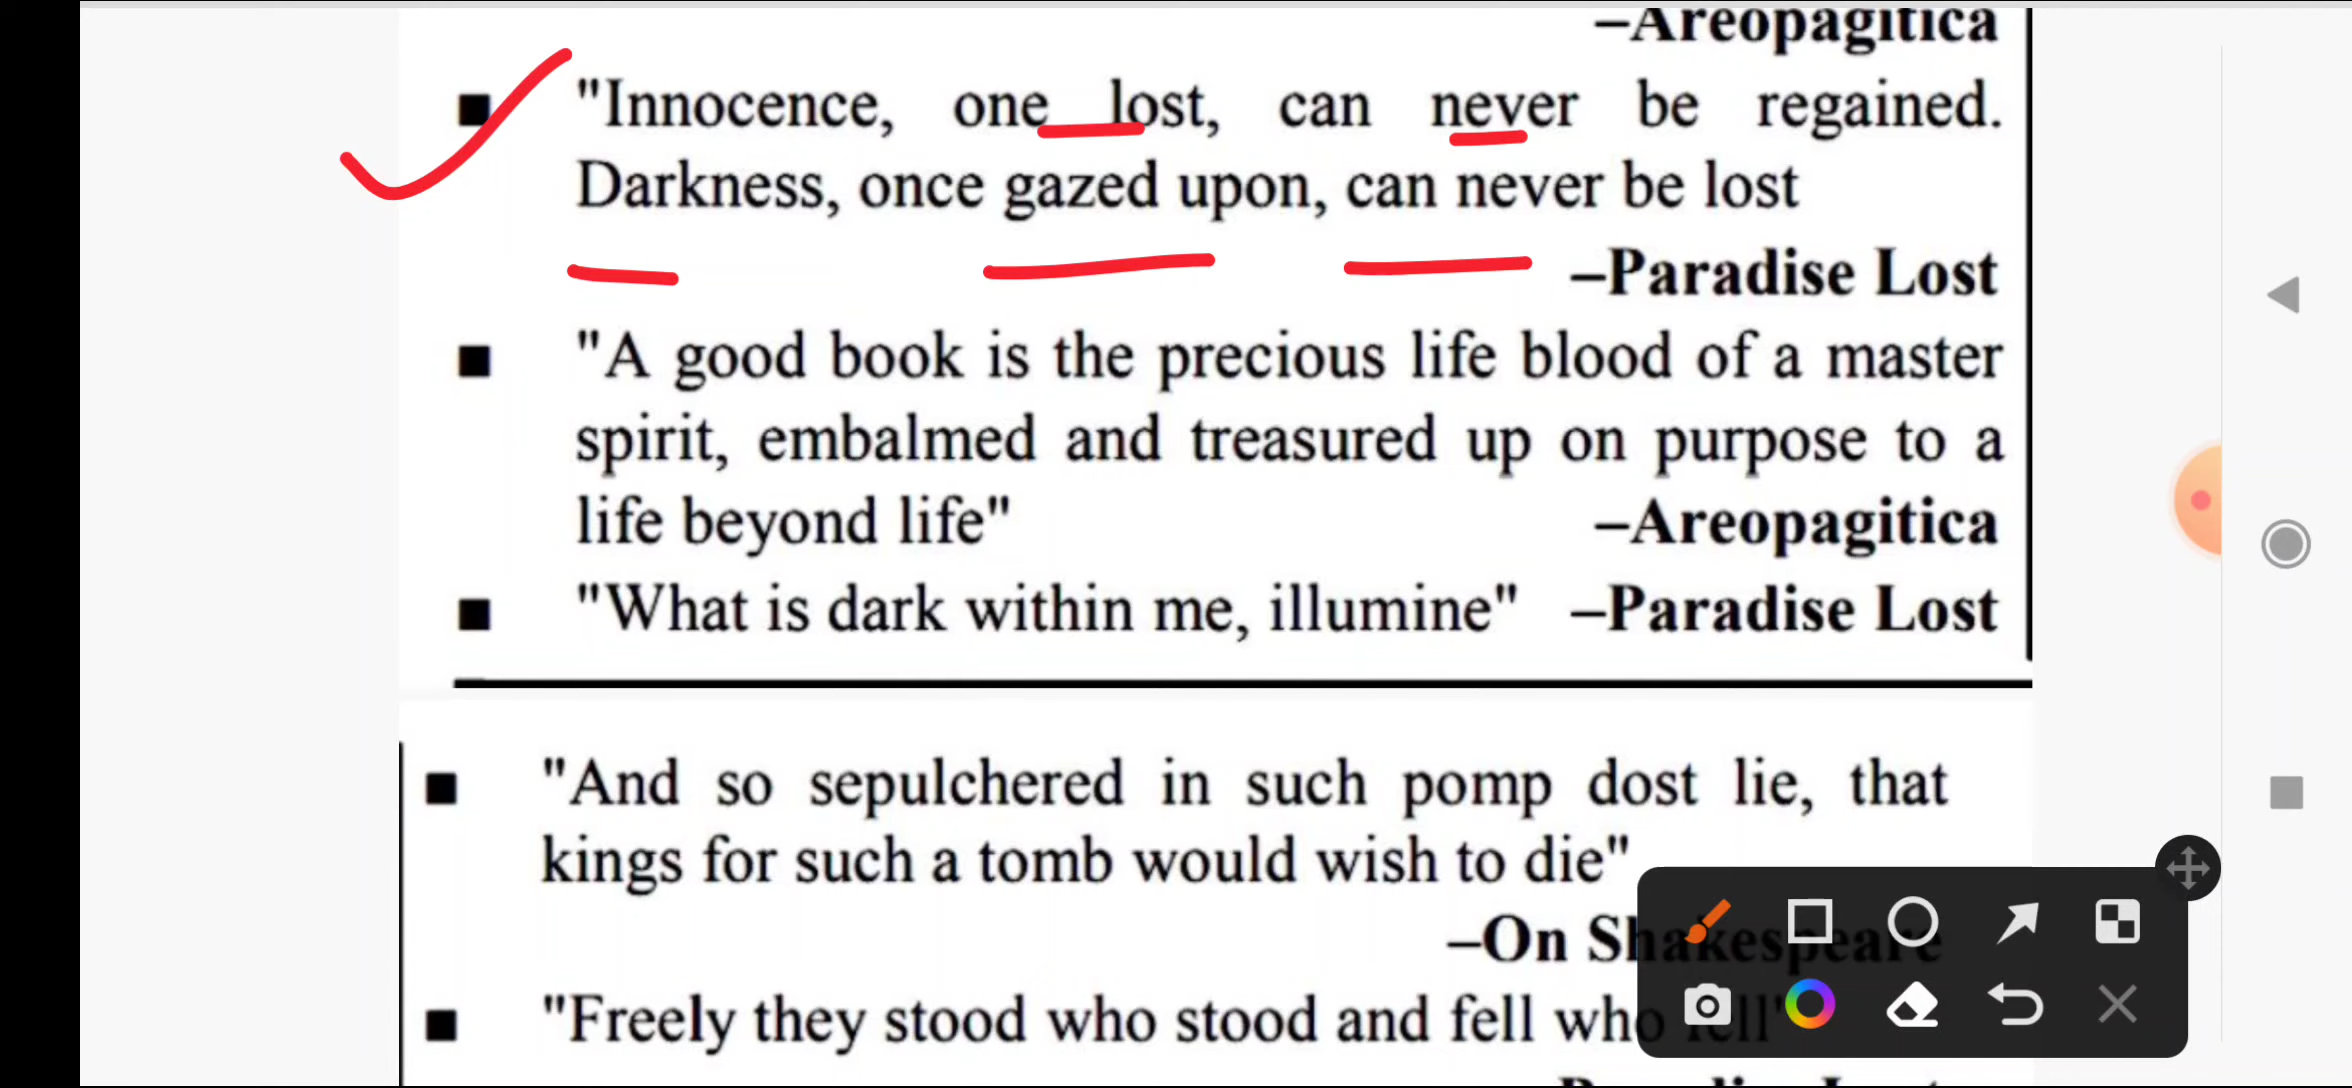 –Areopagitica
■ "Innocence, one lost, can never be regained.
Darkness, once gazed upon, can never be lost
–Paradise Lost
■ "A good book is the precious life blood of a master
spirit, embalmed and treasured up on purpose to a
life beyond life" –Areopagitica
■ "What is dark within me, illumine" –Paradise Lost
■ "And so sepulchered in such pomp dost lie, that
kings for such a tomb would wish to die"
–On Shakespeare
■ "Freely they stood who stood and fell who fell"